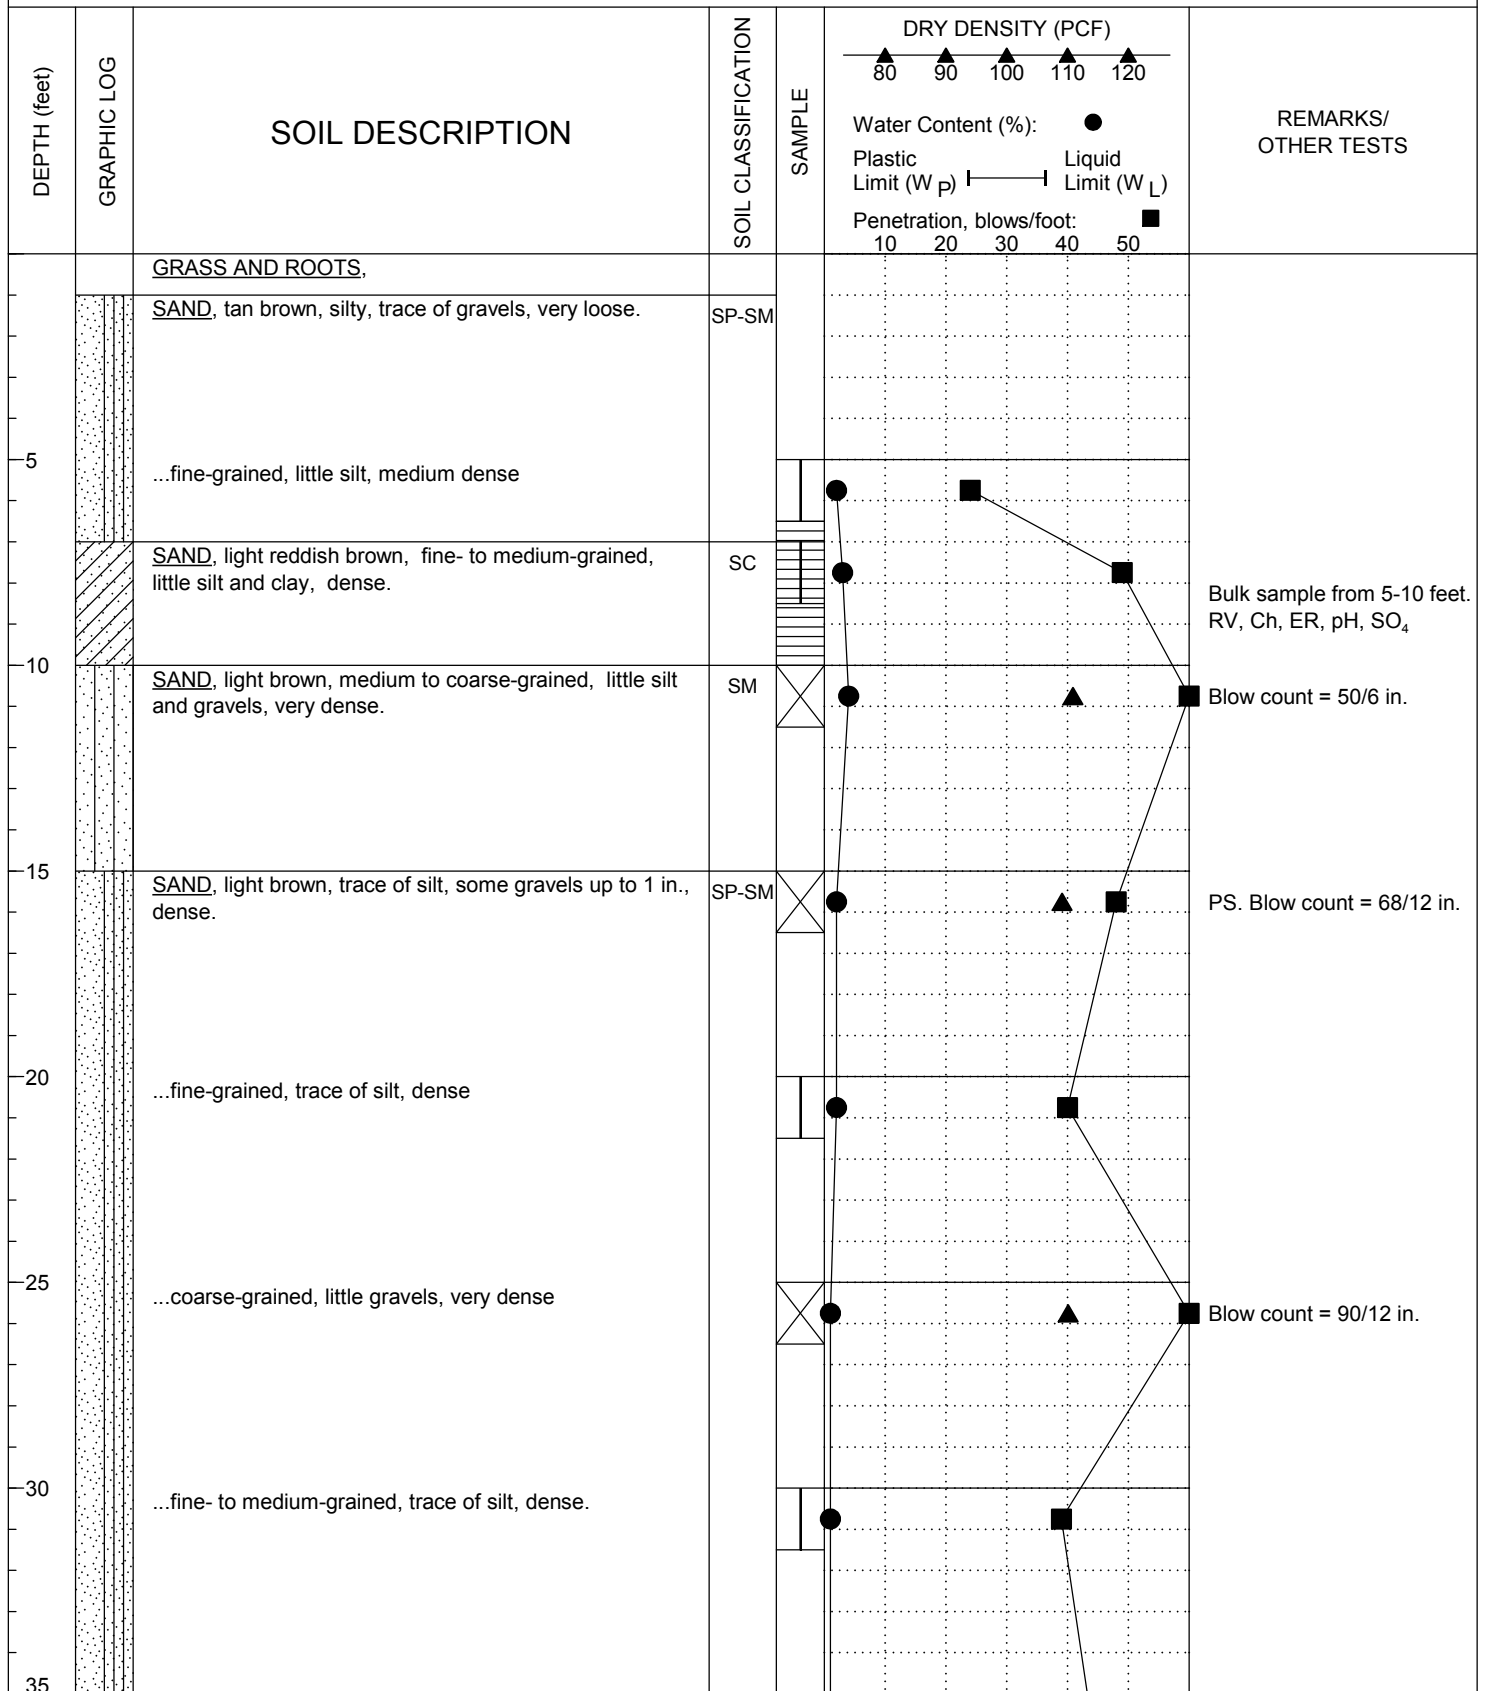 DEPTH (feet)
GRAPHIC LOG
SOIL DESCRIPTION
SOIL CLASSIFICATION
SAMPLE
DRY DENSITY (PCF)
80 90 100 110 120
Water Content (%):
Plastic Limit (W P)
Liquid Limit (W L)
Penetration, blows/foot:
10 20 30 40 50
REMARKS/
OTHER TESTS
GRASS AND ROOTS,
SAND, tan brown, silty, trace of gravels, very loose.
SP-SM
5
...fine-grained, little silt, medium dense
SAND, light reddish brown, fine- to medium-grained,
little silt and clay, dense.
SC
Bulk sample from 5-10 feet.
RV, Ch, ER, pH, SO4
10
SAND, light brown, medium to coarse-grained, little silt
and gravels, very dense.
SM
Blow count = 50/6 in.
15
SAND, light brown, trace of silt, some gravels up to 1 in.,
dense.
SP-SM
PS. Blow count = 68/12 in.
20
...fine-grained, trace of silt, dense
25
...coarse-grained, little gravels, very dense
Blow count = 90/12 in.
30
...fine- to medium-grained, trace of silt, dense.
35